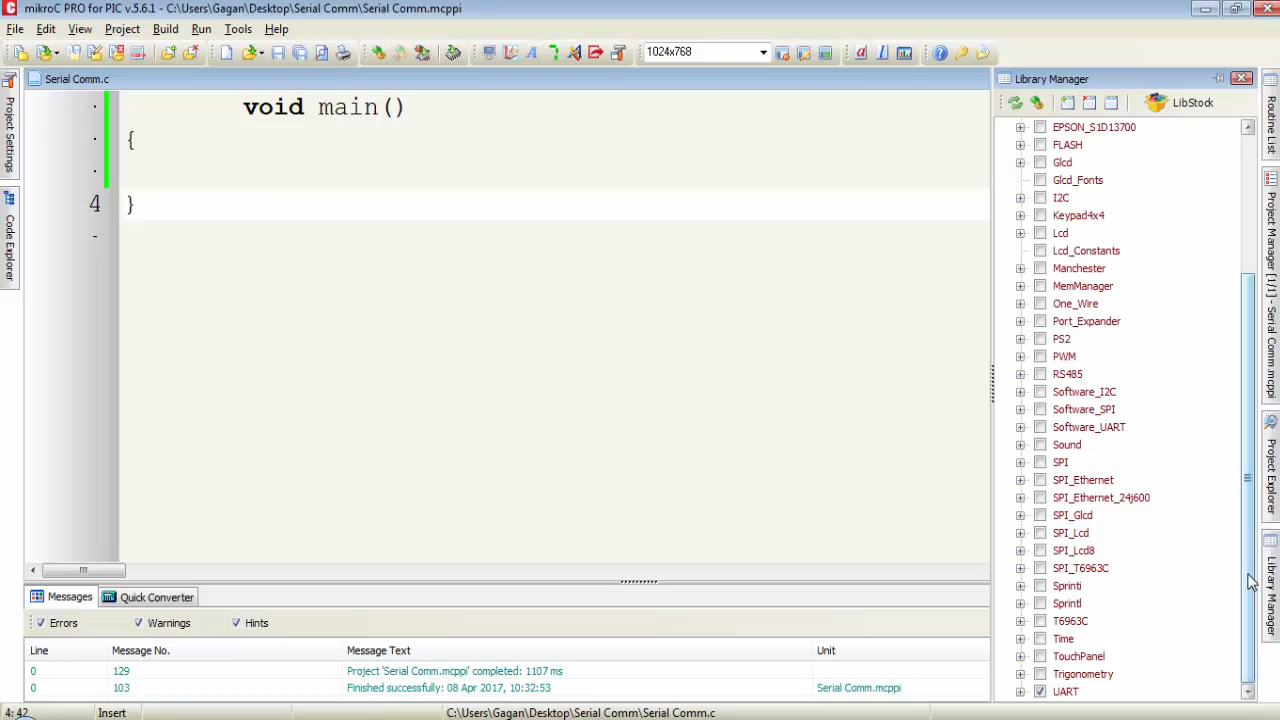 mikroC PRO for PIC v.5.6.1 - C:\Users\Gagan\Desktop\Serial Comm\Serial Comm.mcppi
File Edit View Project Build Run Tools Help
1024x768
Serial Comm.c
Library Manager
LibStock
void main()
{
4 }
-
Project Settings
Code Explorer
EPSON_S1D13700
FLASH
Glcd
Glcd_Fonts
I2C
Keypad4x4
Lcd
Lcd_Constants
Manchester
MemManager
One_Wire
Port_Expander
PS2
PWM
RS485
Software_I2C
Software_SPI
Software_UART
Sound
SPI
SPI_Ethernet
SPI_Ethernet_24j600
SPI_Glcd
SPI_Lcd
SPI_Lcd8
SPI_T6963C
Sprinti
Sprintl
T6963C
Time
TouchPanel
Trigonometry
UART
Routine List
Project Manager [1/1] - Serial Comm.mcppi
Project Explorer
Library Manager
Messages Quick Converter
Errors Warnings Hints
Line Message No. Message Text Unit
0 129 Project 'Serial Comm.mcppi' completed: 1107 ms
0 103 Finished successfully: 08 Apr 2017, 10:32:53 Serial Comm.mcppi
4: 42 Insert C:\Users\Gagan\Desktop\Serial Comm\Serial Comm.c